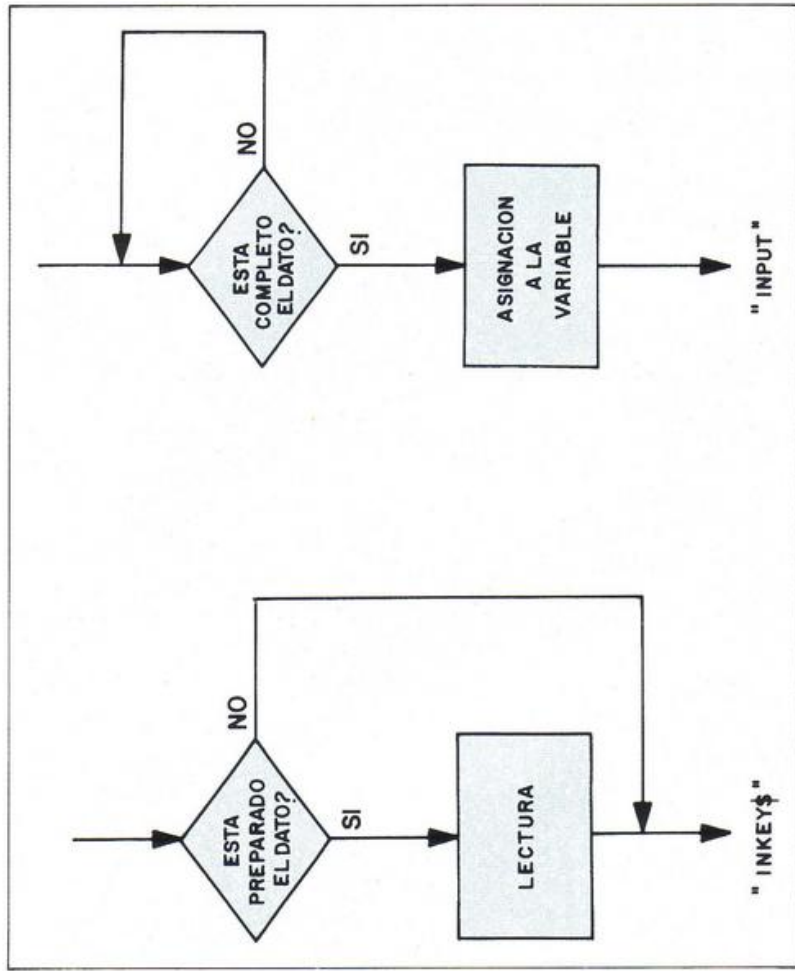 ESTA
PREPARADO
EL DATO?
NO
SI
LECTURA
"INKEY$"
ESTA
COMPLETO
EL DATO?
NO
SI
ASIGNACION
A LA
VARIABLE
"INPUT"